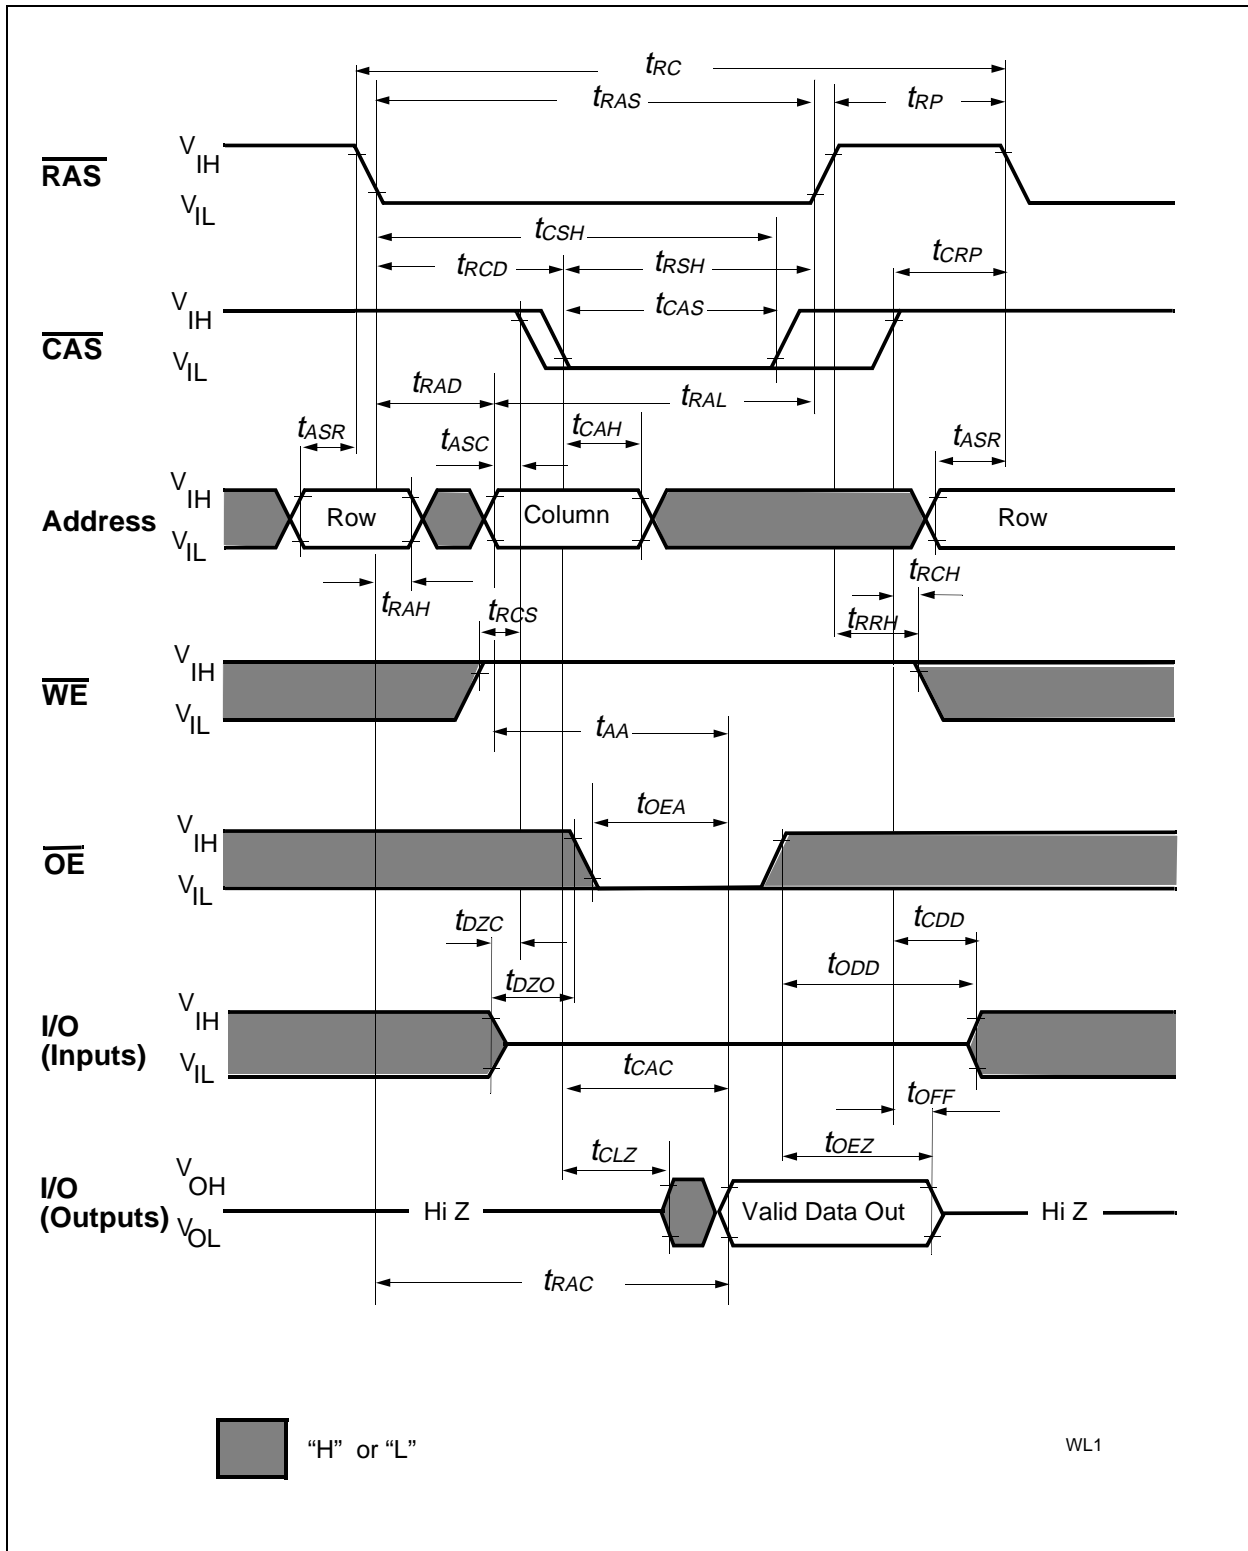 tRC
tRAS
tRP
RAS
VIH
VIL
tCSH
tRCD
tRSH
tCRP
tCAS
CAS
VIH
VIL
tRAD
tRAL
tASR
tASC
tCAH
tASR
Address
VIH
VIL
Row
Column
Row
tRAH
tRCS
tRCH
tRRH
WE
VIH
VIL
tAA
tOEA
OE
VIH
VIL
tDZC
tCDD
tDZO
tODD
I/O
(Inputs)
VIH
VIL
tCAC
tOFF
tCLZ
tOEZ
I/O
(Outputs)
VOH
VOL
Hi Z
Valid Data Out
Hi Z
tRAC
“H” or “L”
WL1